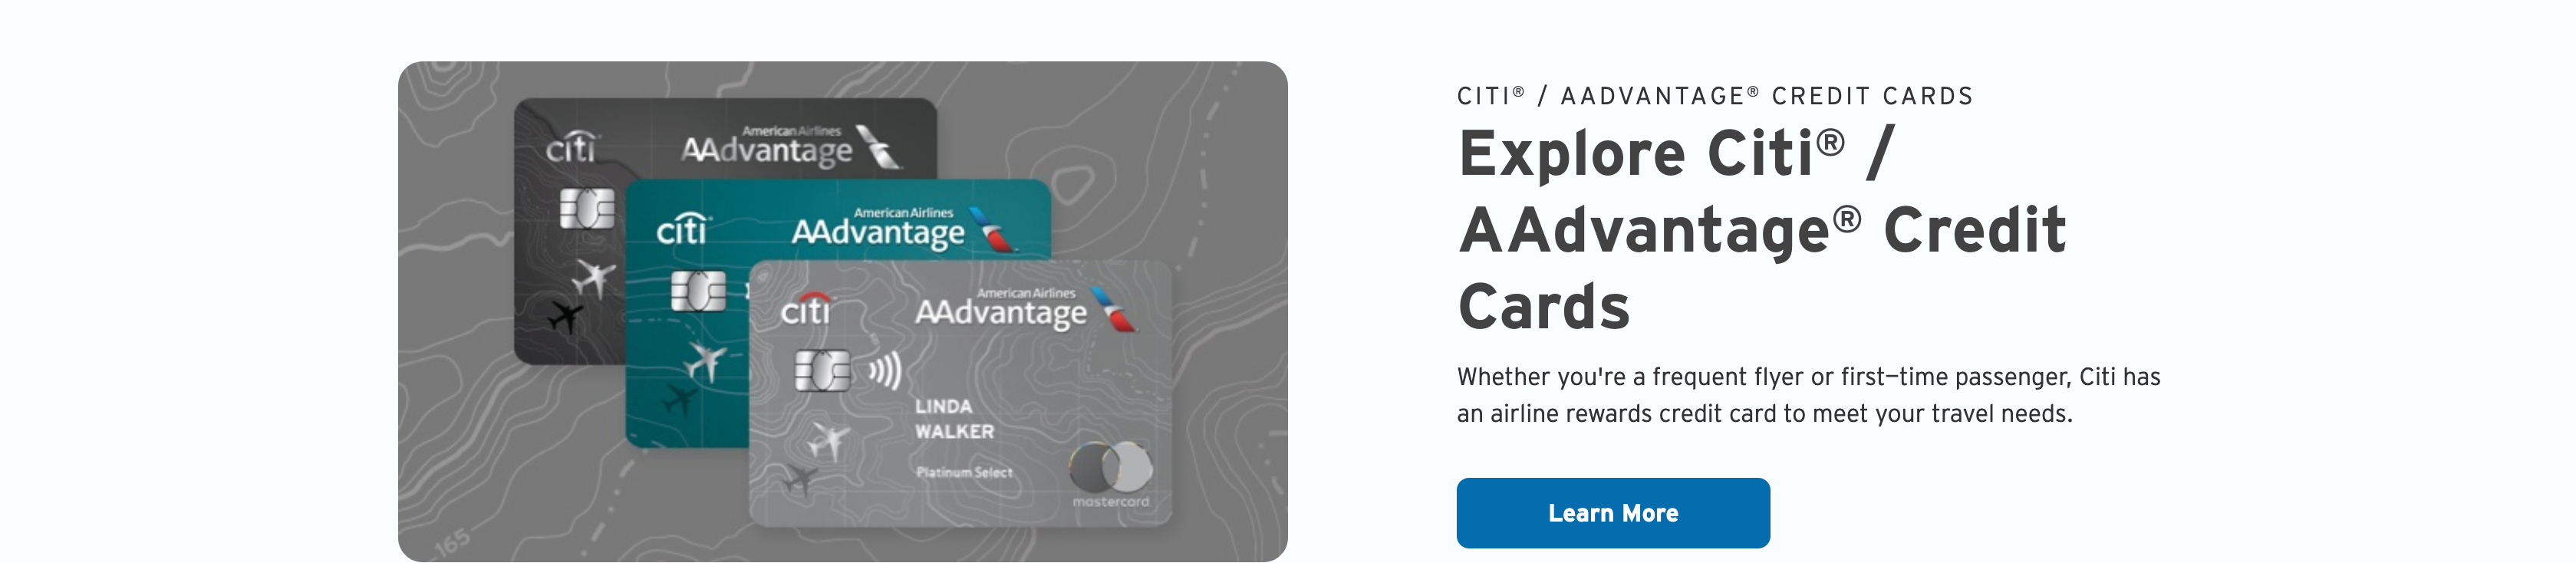 citi
American Airlines
AAdvantage
citi
American Airlines
AAdvantage
citi
American Airlines
AAdvantage
LINDA
WALKER
Platinum Select
mastercard
165
CITI® / AADVANTAGE® CREDIT CARDS
Explore Citi® /
AAdvantage® Credit
Cards
Whether you're a frequent flyer or first-time passenger, Citi has
an airline rewards credit card to meet your travel needs.
Learn More